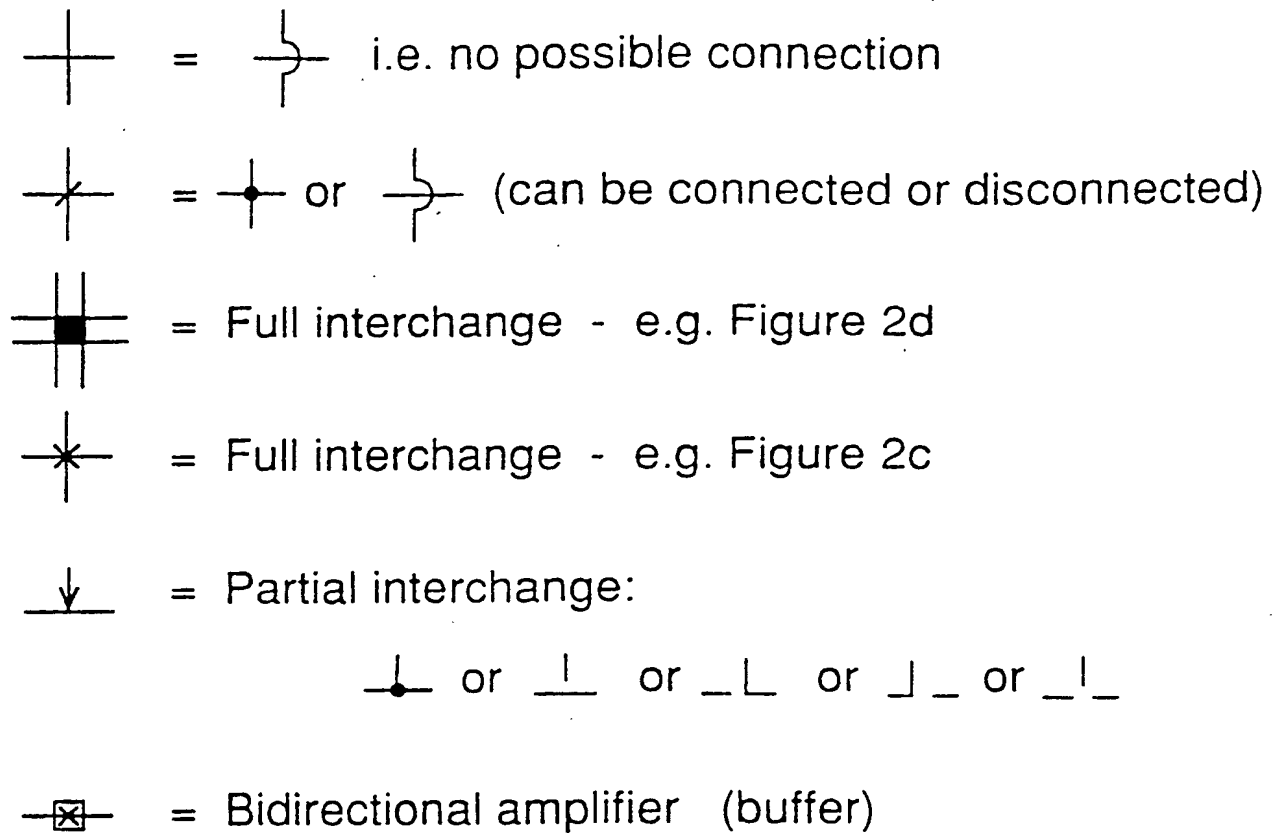 = i.e. no possible connection
= or (can be connected or disconnected)
= Full interchange - e.g. Figure 2d
= Full interchange - e.g. Figure 2c
= Partial interchange:
or or or or
= Bidirectional amplifier (buffer)